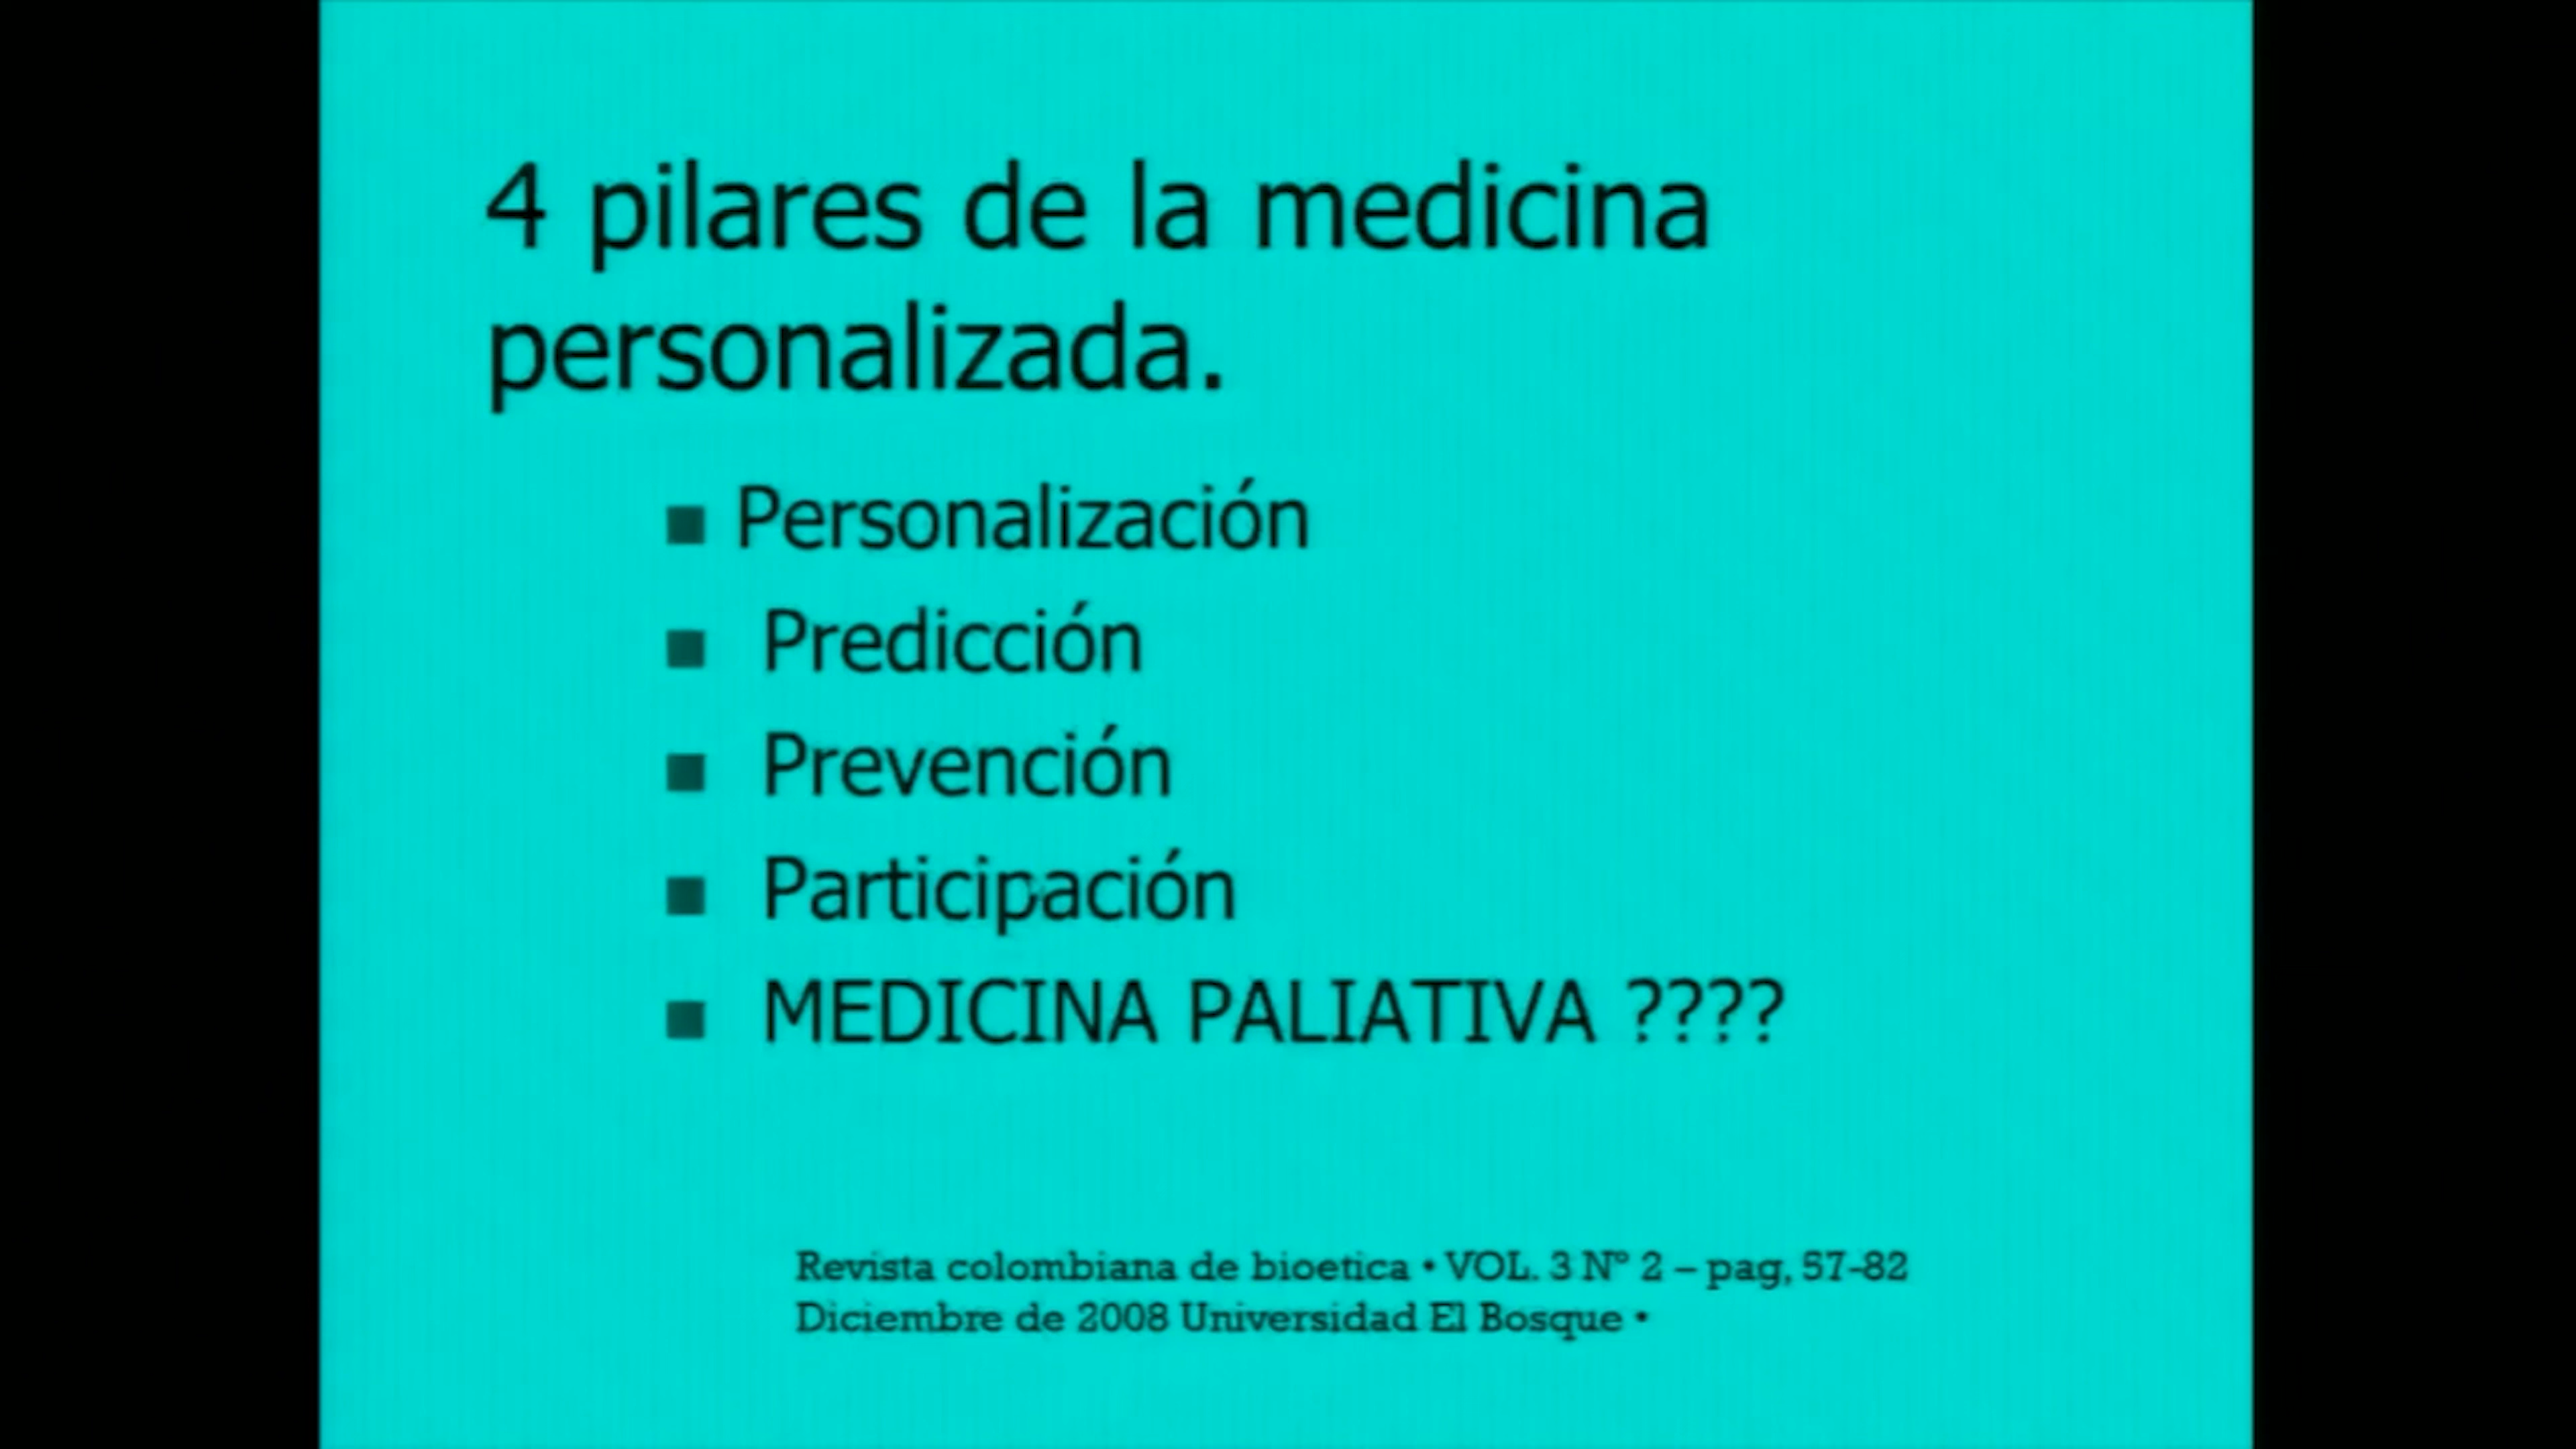 4 pilares de la medicina
personalizada.
■ Personalización
■ Predicción
■ Prevención
■ Participación
■ MEDICINA PALIATIVA ????
Revista colombiana de bioetica • VOL. 3 Nº 2 – pag, 57-82
Diciembre de 2008 Universidad El Bosque •